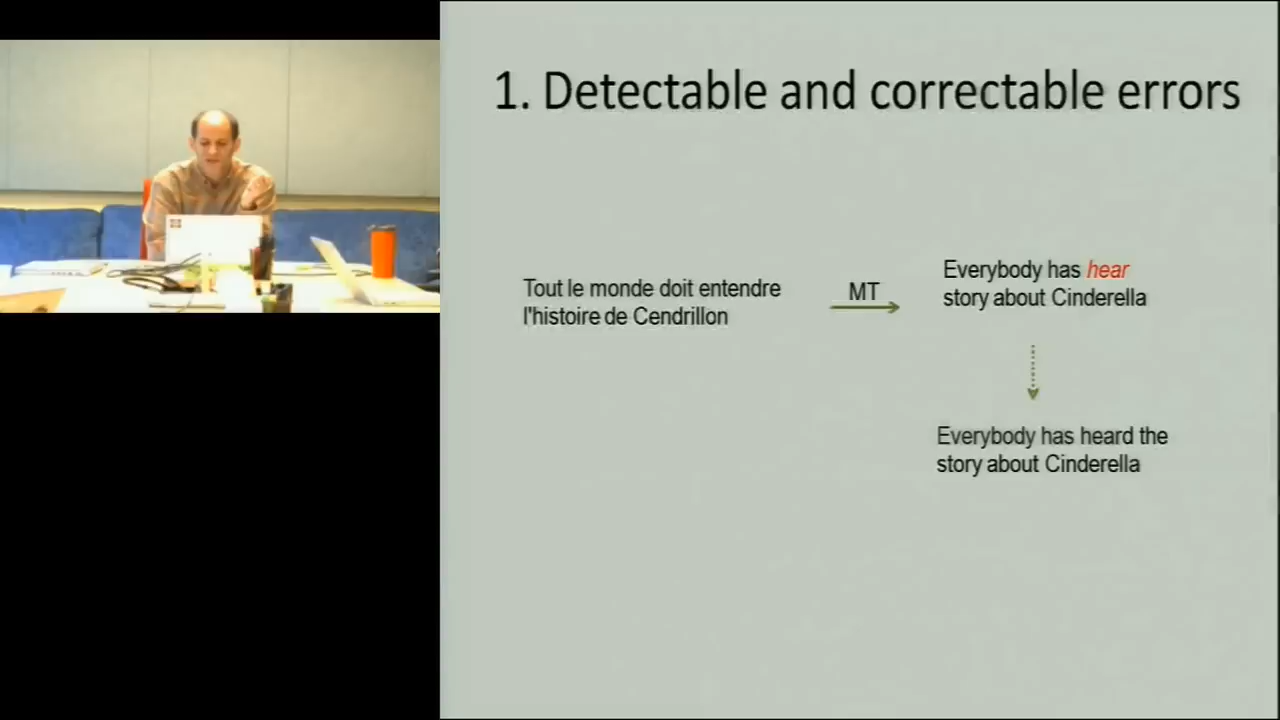 1. Detectable and correctable errors
Tout le monde doit entendre
l'histoire de Cendrillon
MT
Everybody has hear
story about Cinderella
Everybody has heard the
story about Cinderella